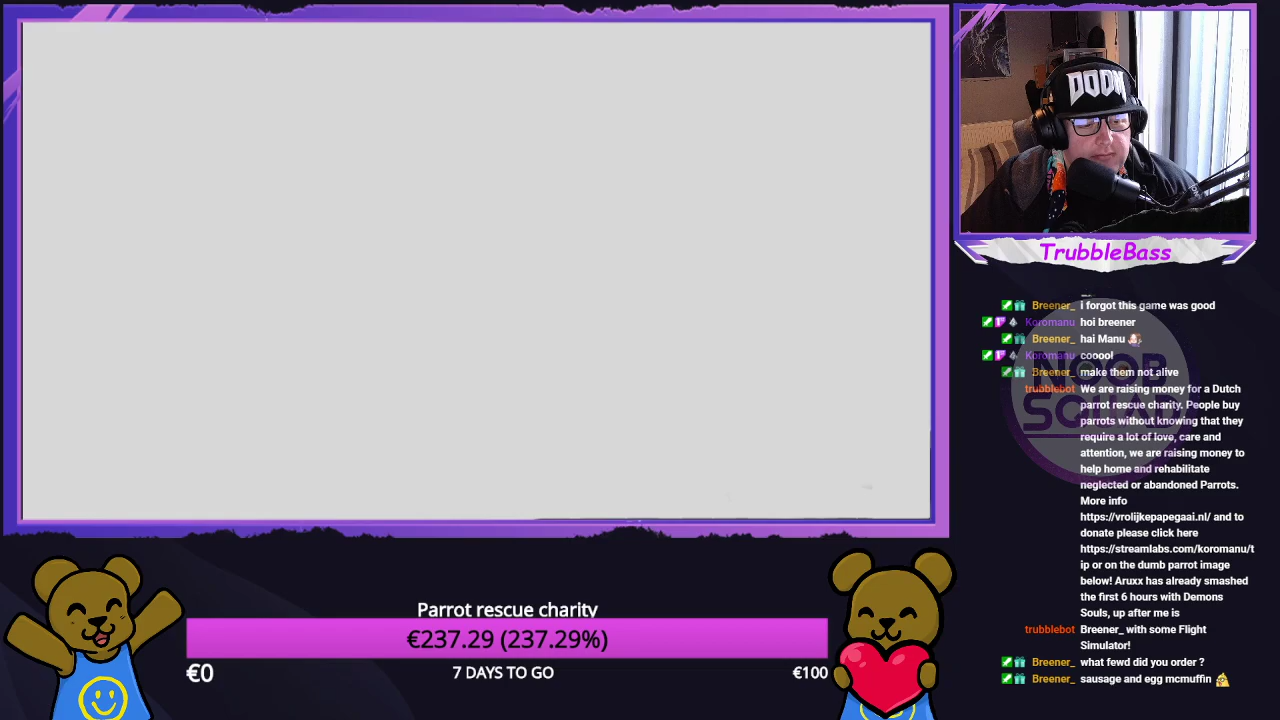 DOOM
TrubbleBass
Breener_ i forgot this game was good
Koromanu hoi breener
Breener_ hai Manu
Koromanu cooool
Breener_ make them not alive
trubblebot We are raising money for a Dutch
parrot rescue charity. People buy
parrots without knowing that they
require a lot of love, care and
attention, we are raising money to
help home and rehabilitate
neglected or abandoned Parrots.
More info
https://vrolijkepapegaai.nl/ and to
donate please click here
https://streamlabs.com/koromanu/t
ip or on the dumb parrot image
below! Aruxx has already smashed
the first 6 hours with Demons
Souls, up after me is
trubblebot Breener_ with some Flight
Simulator!
Breener_ what fewd did you order ?
Breener_ sausage and egg mcmuffin
NOOB
SQUAD
Parrot rescue charity
€237.29 (237.29%)
€0 7 DAYS TO GO €100